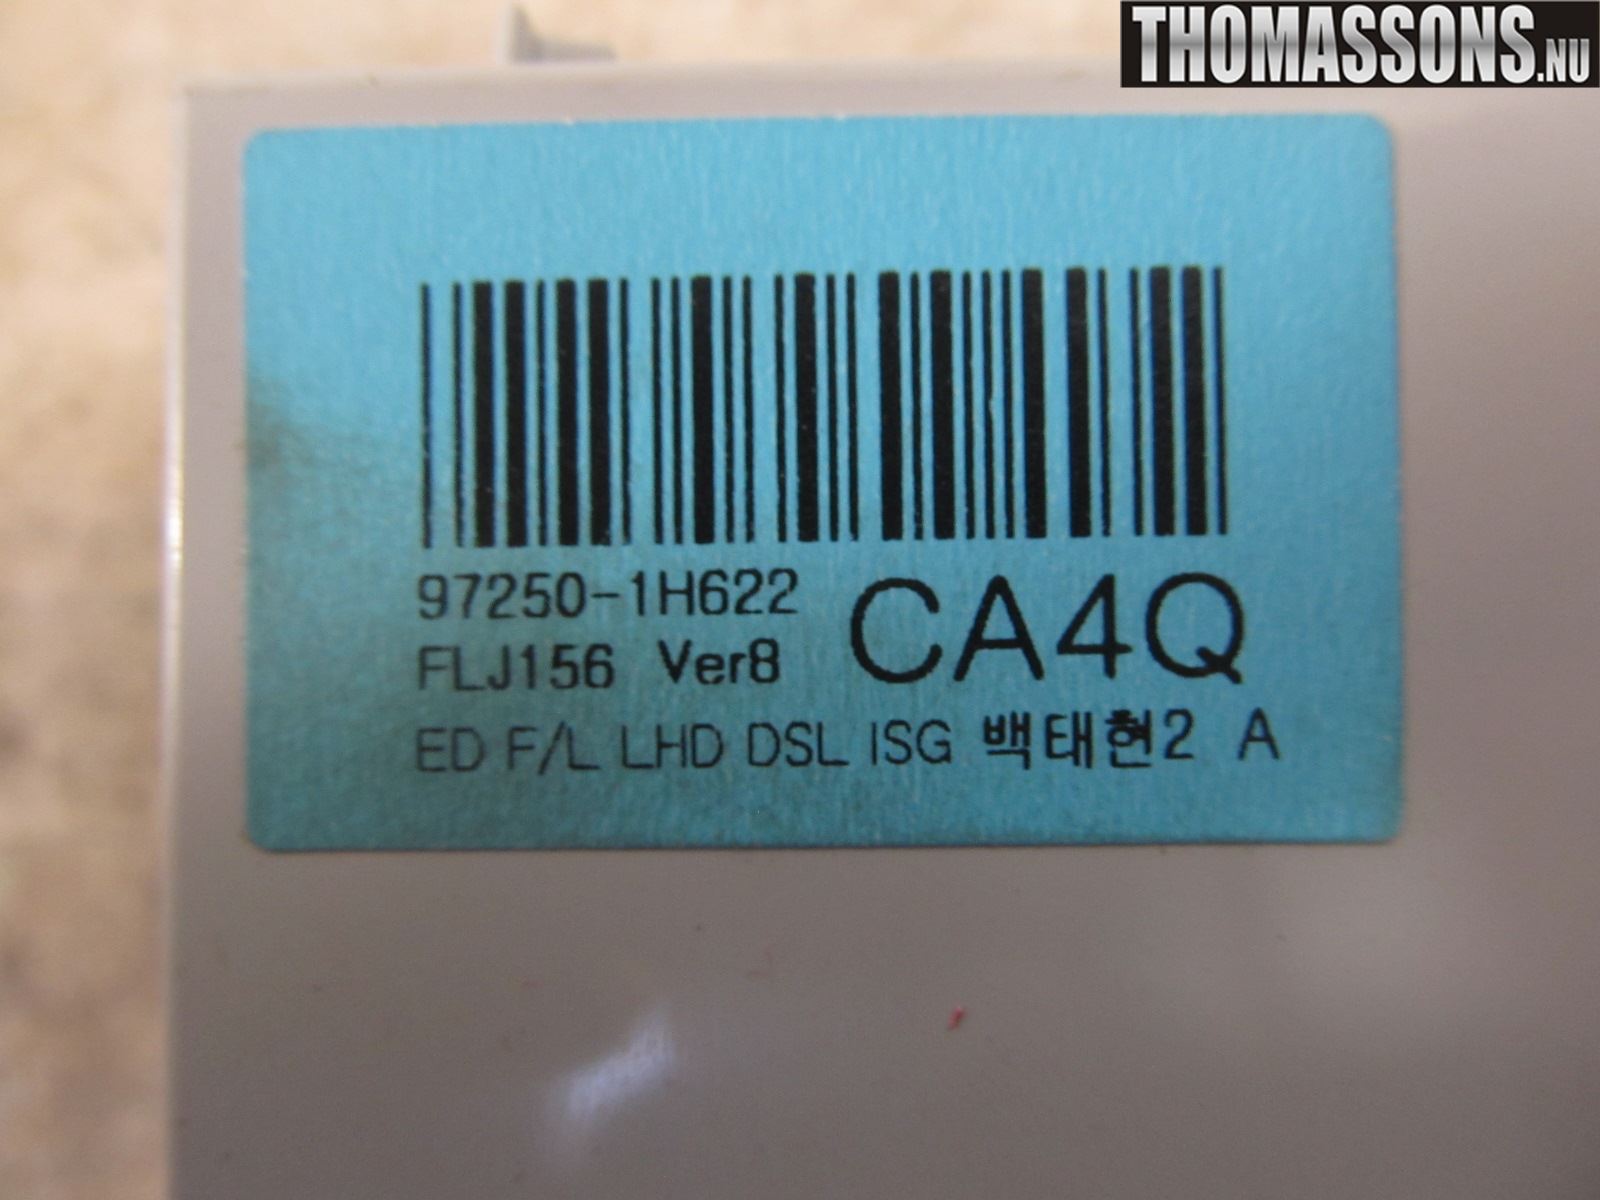 THOMASSONS.NU
97250-1H622
CA4Q
FLJ156 Ver8
ED F/L LHD DSL ISG 백태현2 A